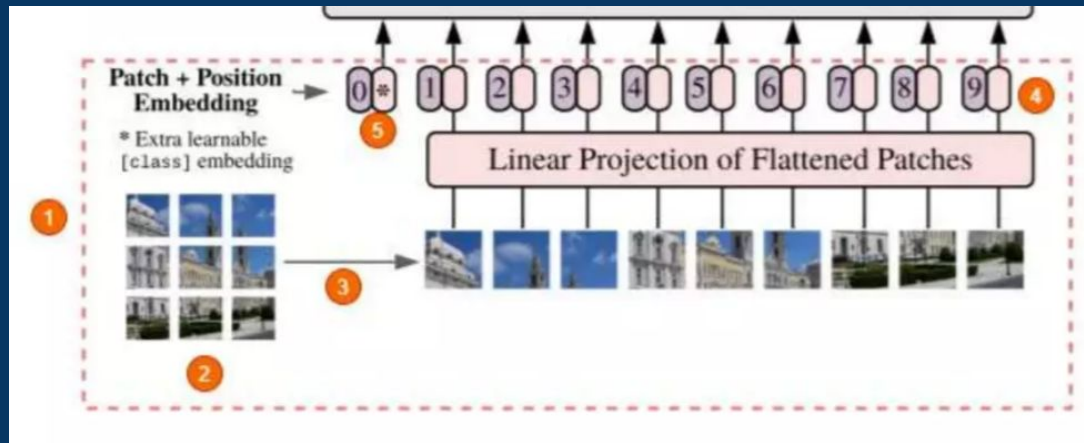 Patch + Position
Embedding
0 * 1 2 3 4 5 6 7 8 9
4
5
* Extra learnable
[class] embedding
Linear Projection of Flattened Patches
1
3
2